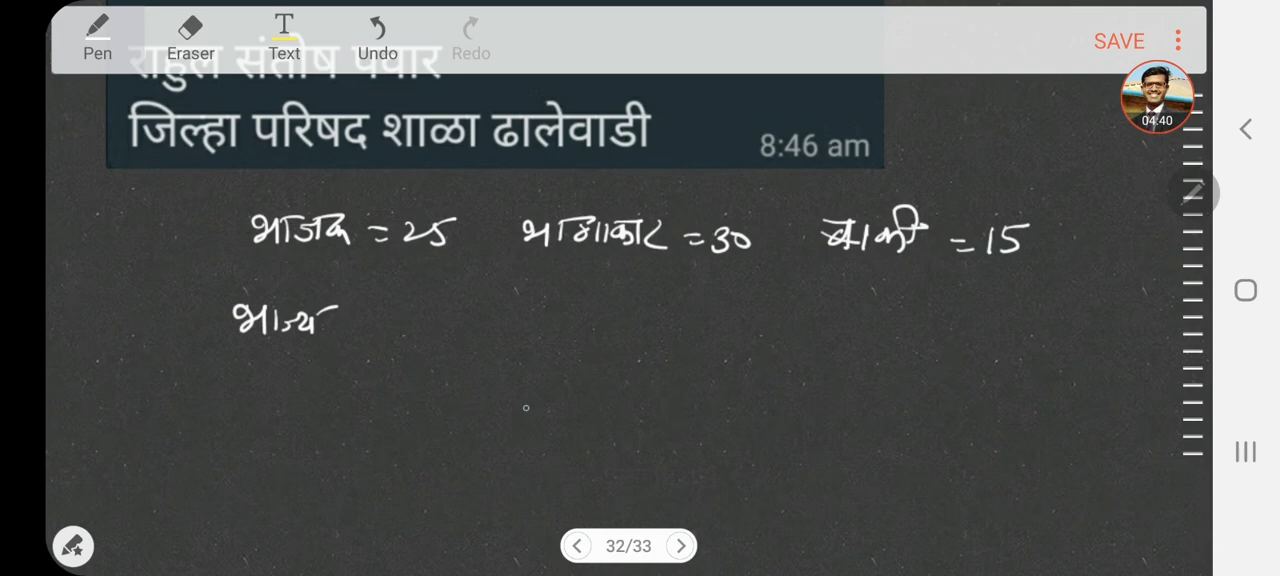 Pen Eraser Text Undo Redo SAVE
राहुल संतोष पवार
04:40
जिल्हा परिषद शाळा ढालेवाडी
8:46 am
भाजक = 25 भागाकार = 30 बाकी = 15
भाज्य
32/33